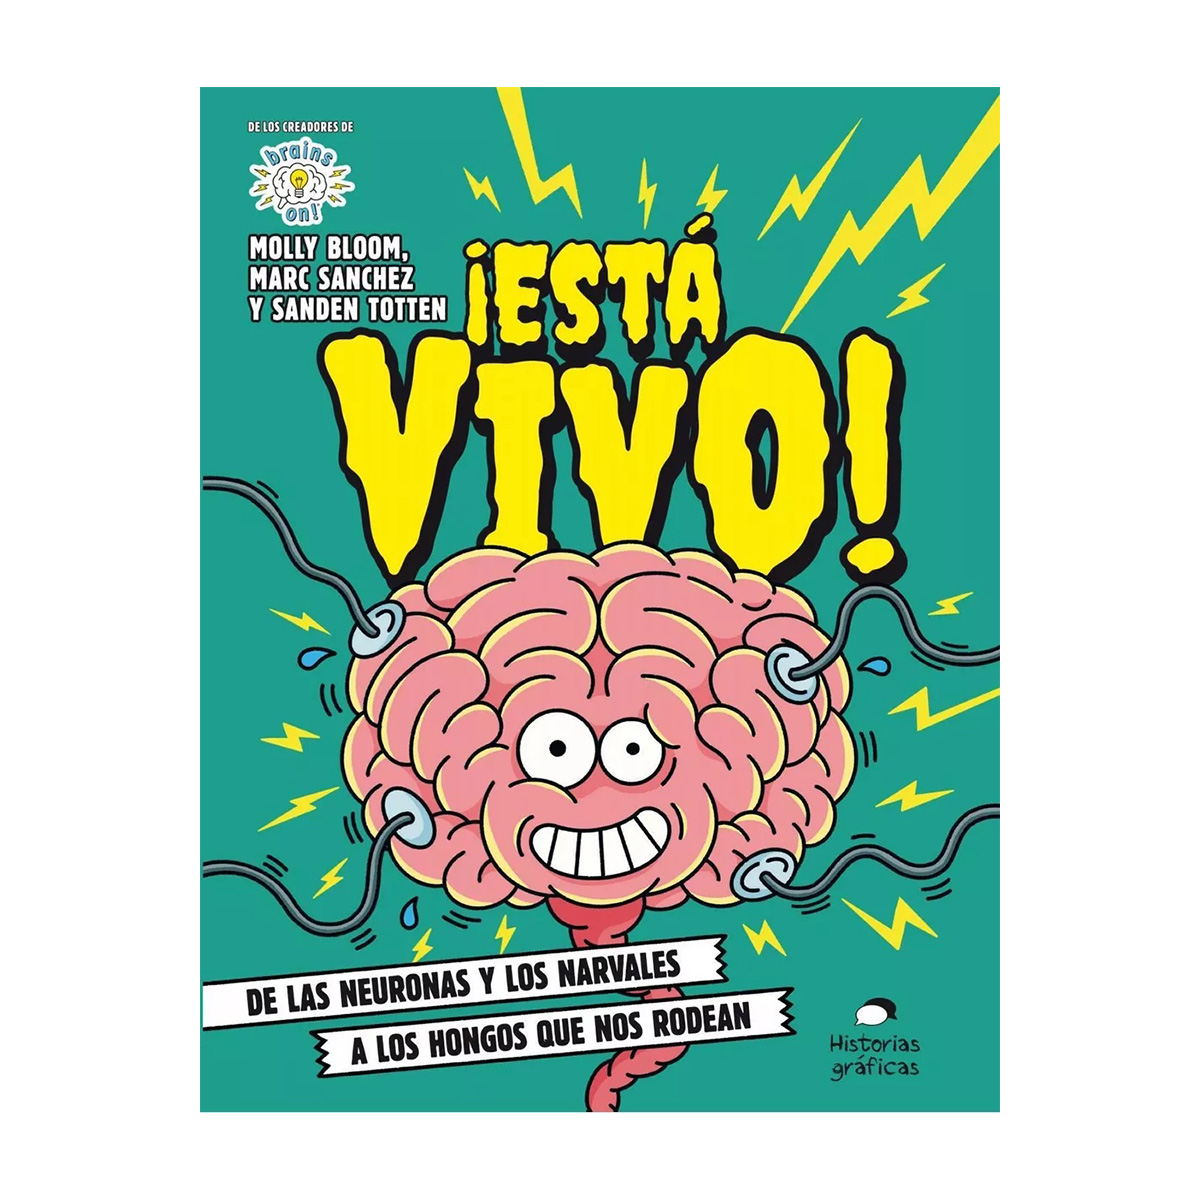 DE LOS CREADORES DE
brains
on!
MOLLY BLOOM,
MARC SANCHEZ
Y SANDEN TOTTEN
¡ESTÁ
VIVO!
DE LAS NEURONAS Y LOS NARVALES
A LOS HONGOS QUE NOS RODEAN
Historias
gráficas